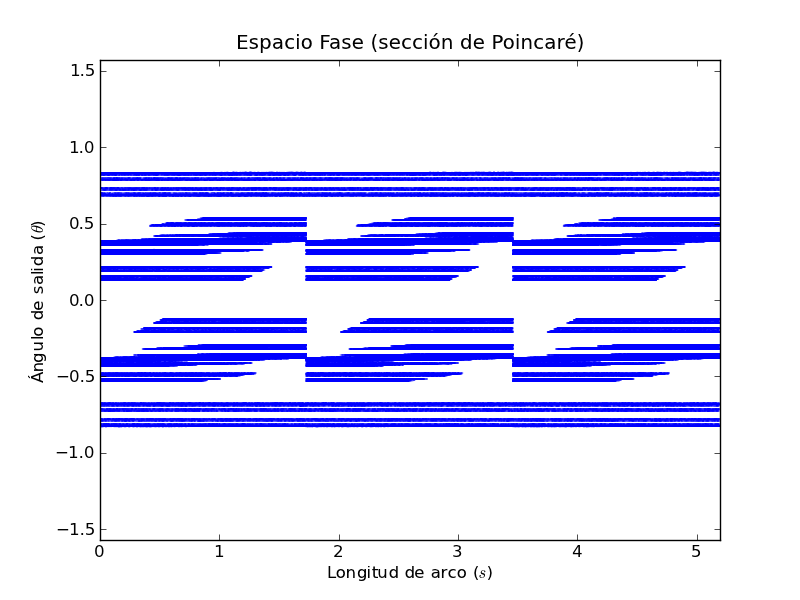 Espacio Fase (sección de Poincaré)
1.5
1.0
0.5
0.0
−0.5
−1.0
−1.5
Ángulo de salida (θ)
0 1 2 3 4 5
Longitud de arco (s)